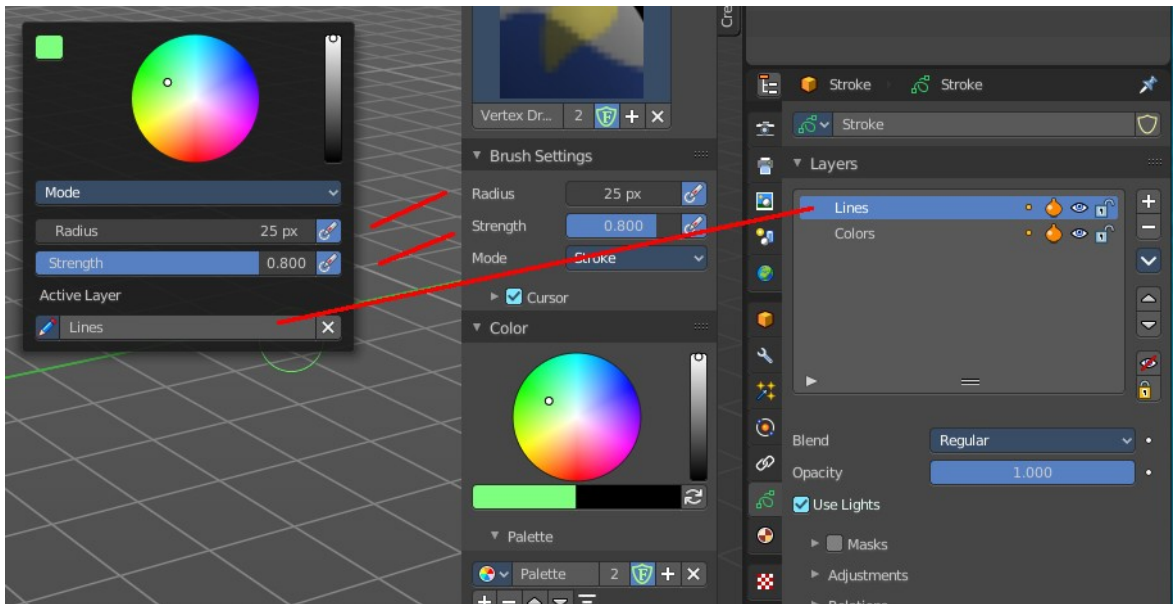 Mode
Radius 25 px
Strength 0.800
Active Layer
Lines
Vertex Dr... 2 F
Brush Settings
Radius 25 px
Strength 0.800
Mode Stroke
Cursor
Color
Palette
Palette 2 F
Cre
Stroke Stroke
Stroke
Layers
Lines
Colors
Blend Regular
Opacity 1.000
Use Lights
Masks
Adjustments
Relations